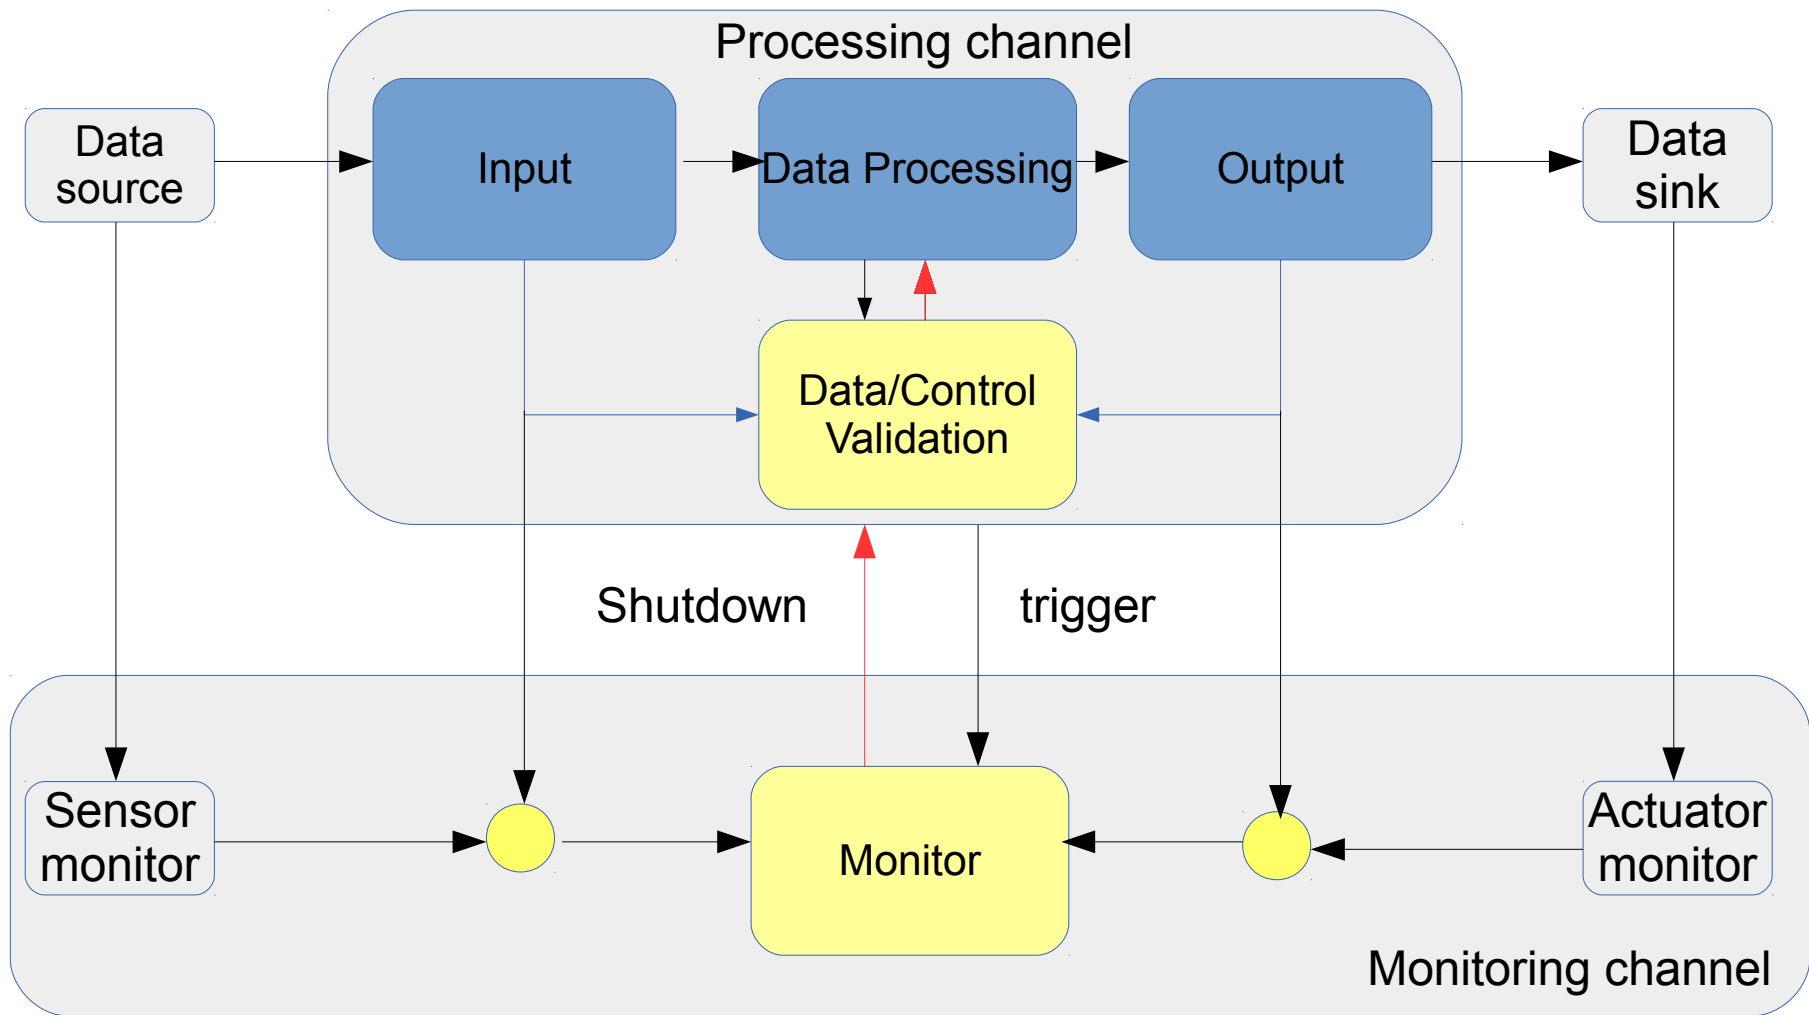 Processing channel
Data
source
Input
Data Processing
Output
Data
sink
Data/Control
Validation
Shutdown
trigger
Sensor
monitor
Monitor
Actuator
monitor
Monitoring channel